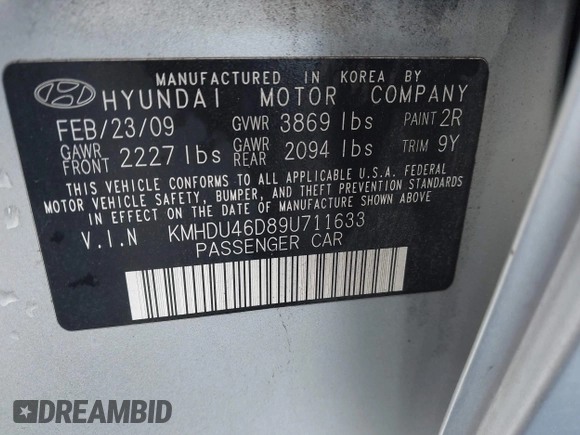 MANUFACTURED IN KOREA BY
HYUNDAI MOTOR COMPANY
FEB/23/09 GVWR 3869 lbs PAINT 2R
GAWR FRONT 2227 lbs GAWR REAR 2094 lbs TRIM 9Y
THIS VEHICLE CONFORMS TO ALL APPLICABLE U.S.A. FEDERAL
MOTOR VEHICLE SAFETY, BUMPER, AND THEFT PREVENTION STANDARDS
IN EFFECT ON THE DATE OF MANUFACTURE SHOWN ABOVE
V.I.N KMHDU46D89U711633
PASSENGER CAR
DREAMBID